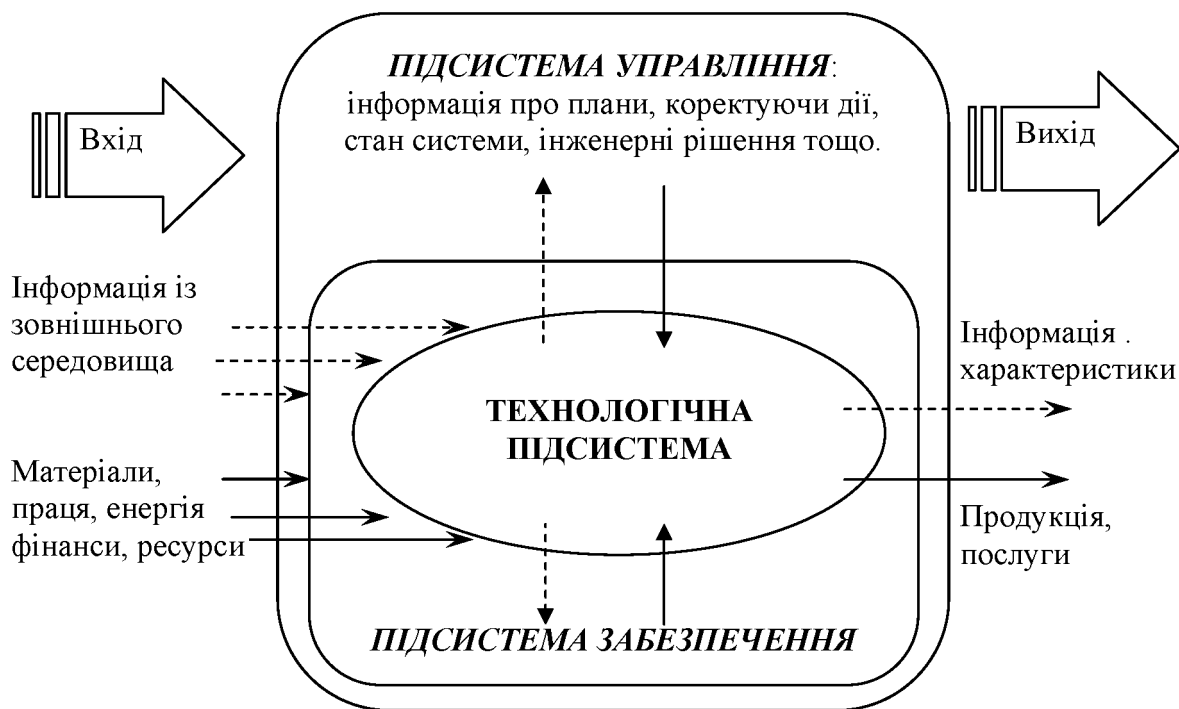 ПІДСИСТЕМА УПРАВЛІННЯ:
інформація про плани, коректуючи дії,
стан системи, інженерні рішення тощо.
Вхід
Вихід
Інформація із
зовнішнього
середовища
Матеріали,
праця, енергія
фінанси, ресурси
ТЕХНОЛОГІЧНА
ПІДСИСТЕМА
Інформація .
характеристики
Продукція,
послуги
ПІДСИСТЕМА ЗАБЕЗПЕЧЕННЯ